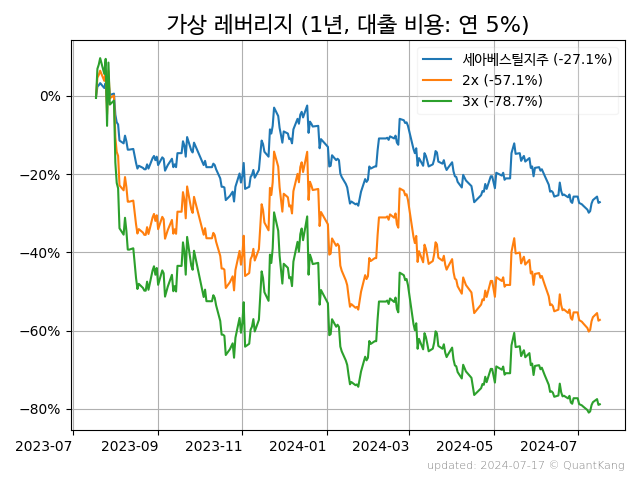 가상 레버리지 (1년, 대출 비용: 연 5%)
세아베스틸지주 (-27.1%)
2x (-57.1%)
3x (-78.7%)
0%
−20%
−40%
−60%
−80%
2023-07 2023-09 2023-11 2024-01 2024-03 2024-05 2024-07
updated: 2024-07-17 © QuantKang